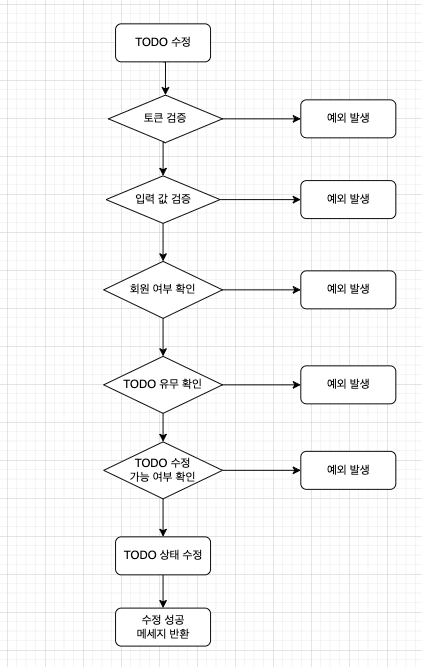 TODO 수정
토큰 검증
예외 발생
입력 값 검증
예외 발생
회원 여부 확인
예외 발생
TODO 유무 확인
예외 발생
TODO 수정
가능 여부 확인
예외 발생
TODO 상태 수정
수정 성공
메세지 반환